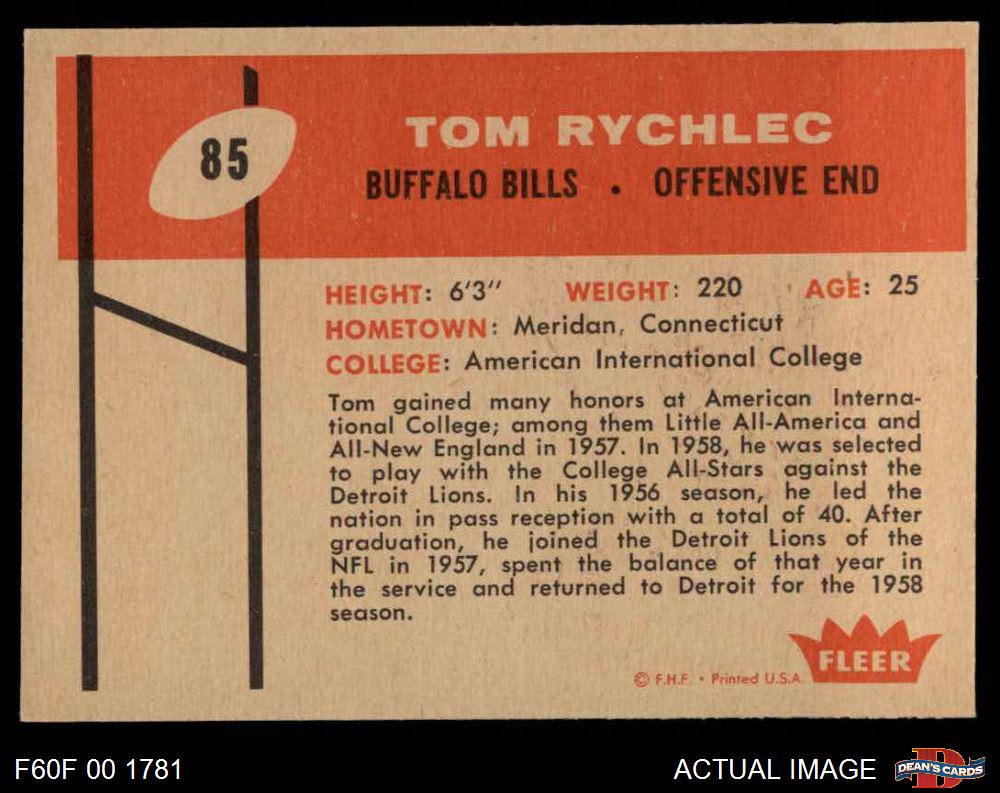 85
TOM RYCHLEC
BUFFALO BILLS • OFFENSIVE END
HEIGHT: 6'3" WEIGHT: 220 AGE: 25
HOMETOWN: Meridan, Connecticut
COLLEGE: American International College
Tom gained many honors at American Interna-
tional College; among them Little All-America and
All-New England in 1957. In 1958, he was selected
to play with the College All-Stars against the
Detroit Lions. In his 1956 season, he led the
nation in pass reception with a total of 40. After
graduation, he joined the Detroit Lions of the
NFL in 1957, spent the balance of that year in
the service and returned to Detroit for the 1958
season.
FLEER
© F.H.F. • Printed U.S.A.
F60F 00 1781
ACTUAL IMAGE
D
DEAN'S CARDS